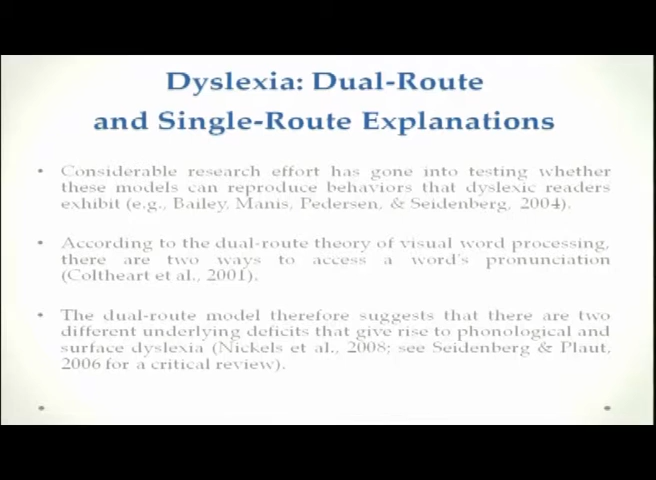 Dyslexia: Dual-Route
and Single-Route Explanations
• Considerable research effort has gone into testing whether
these models can reproduce behaviors that dyslexic readers
exhibit (e.g., Bailey, Manis, Pedersen, & Seidenberg, 2004).
• According to the dual-route theory of visual word processing,
there are two ways to access a word's pronunciation
(Coltheart et al., 2001).
• The dual-route model therefore suggests that there are two
different underlying deficits that give rise to phonological and
surface dyslexia (Nickels et al., 2008; see Seidenberg & Plaut,
2006 for a critical review).